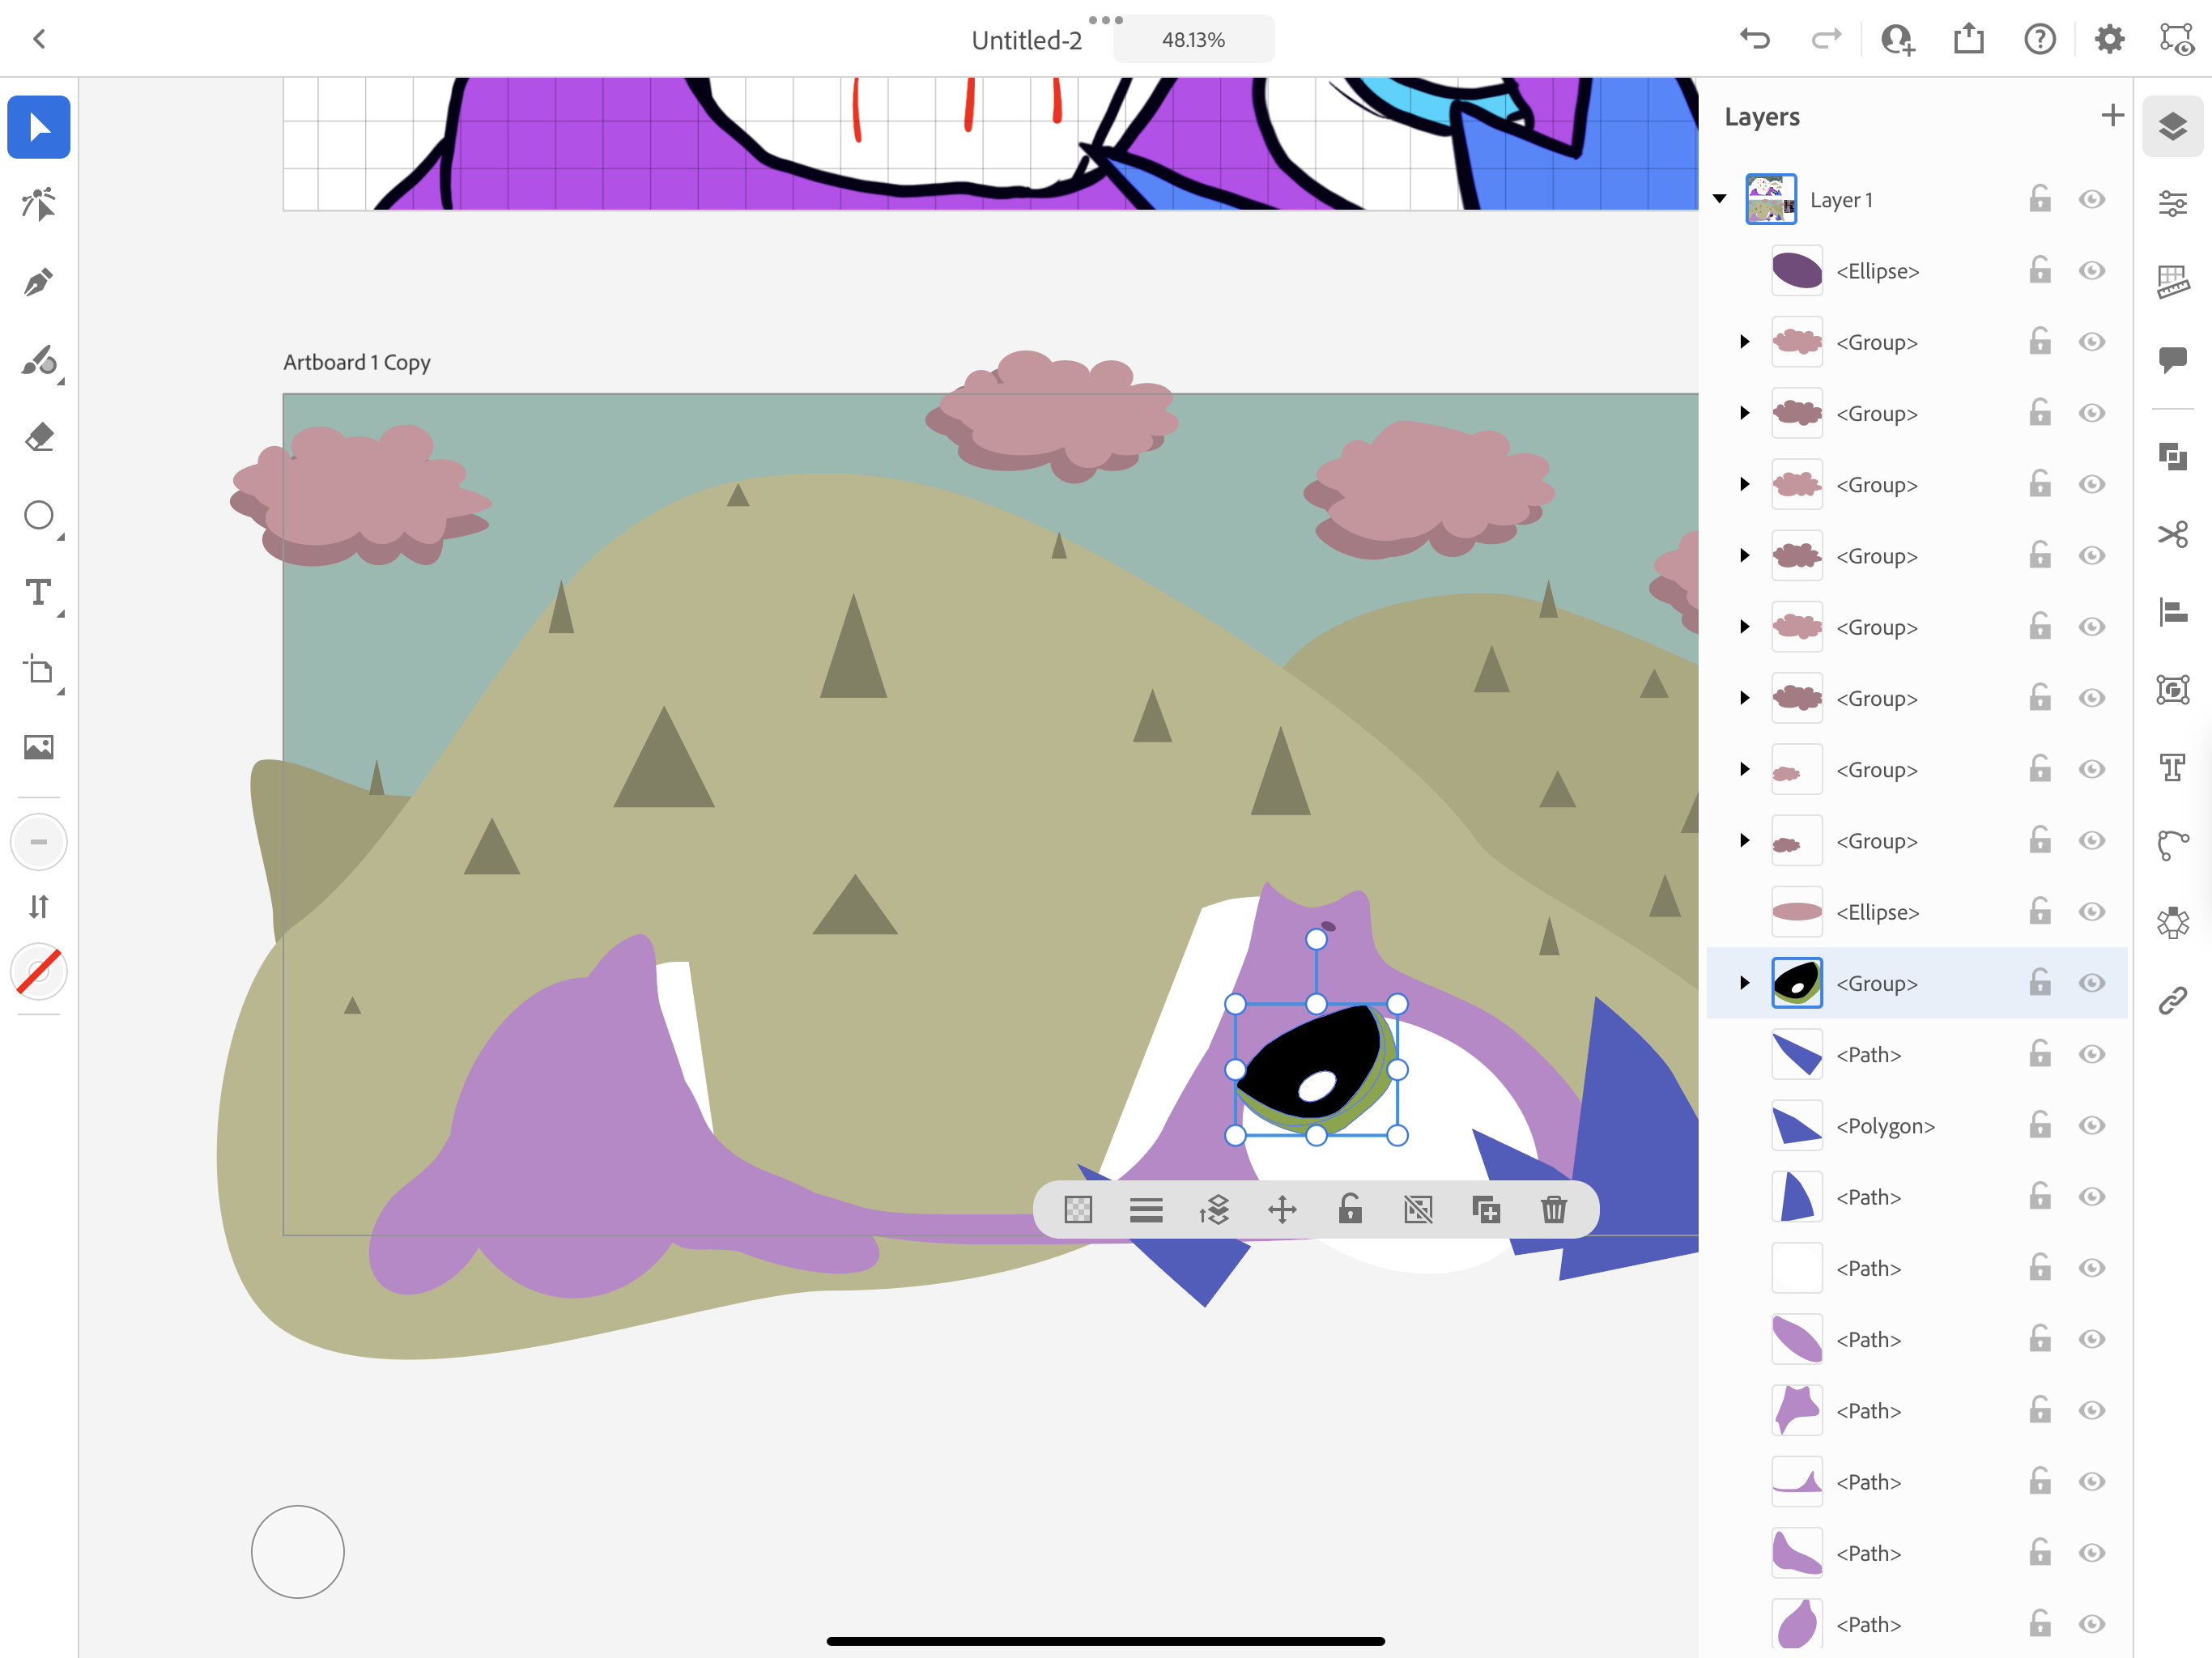 Untitled-2
48.13%
Layers
Layer 1
<Ellipse>
<Group>
<Group>
<Group>
<Group>
<Group>
<Group>
<Group>
<Group>
<Ellipse>
<Group>
<Path>
<Polygon>
<Path>
<Path>
<Path>
<Path>
<Path>
<Path>
<Path>
Artboard 1 Copy